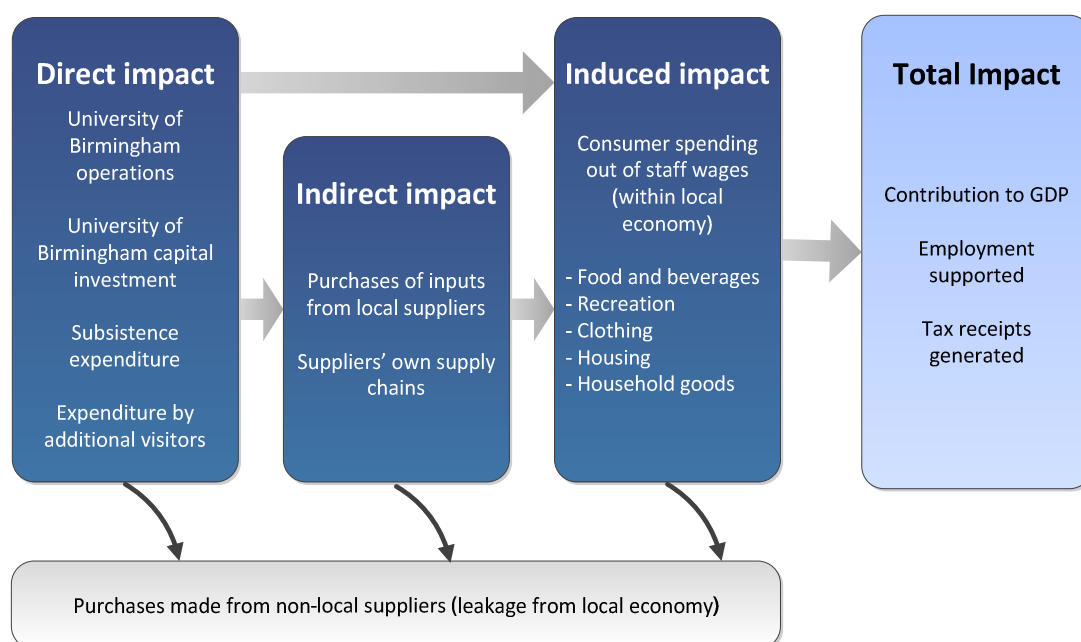 Direct impact
University of
Birmingham
operations
University of
Birmingham capital
investment
Subsistence
expenditure
Expenditure by
additional visitors
Indirect impact
Purchases of inputs
from local suppliers
Suppliers’ own supply
chains
Induced impact
Consumer spending
out of staff wages
(within local
economy)
- Food and beverages
- Recreation
- Clothing
- Housing
- Household goods
Total Impact
Contribution to GDP
Employment
supported
Tax receipts
generated
Purchases made from non-local suppliers (leakage from local economy)